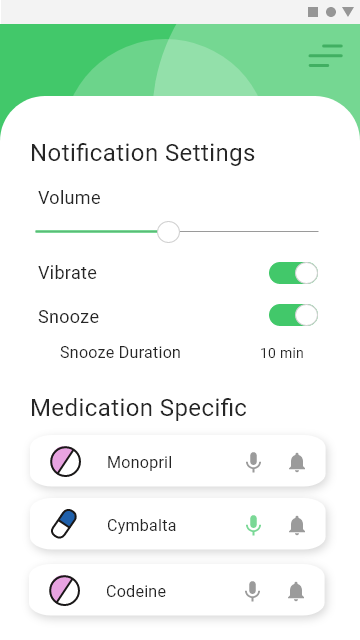 Notification Settings
Volume
Vibrate
Snooze
Snooze Duration 10 min
Medication Specific
Monopril
Cymbalta
Codeine